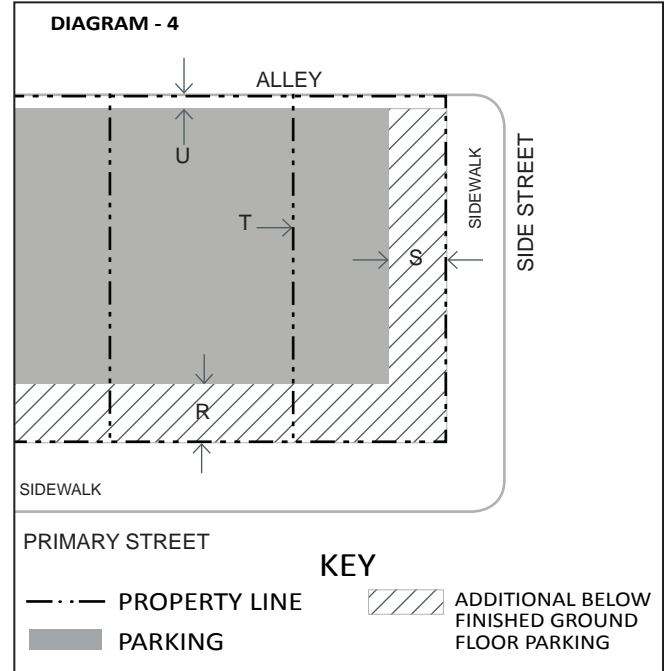 DIAGRAM - 4
ALLEY
U
T
S
R
SIDEWALK
SIDE STREET
SIDEWALK
PRIMARY STREET
KEY
PROPERTY LINE
PARKING
ADDITIONAL BELOW
FINISHED GROUND
FLOOR PARKING